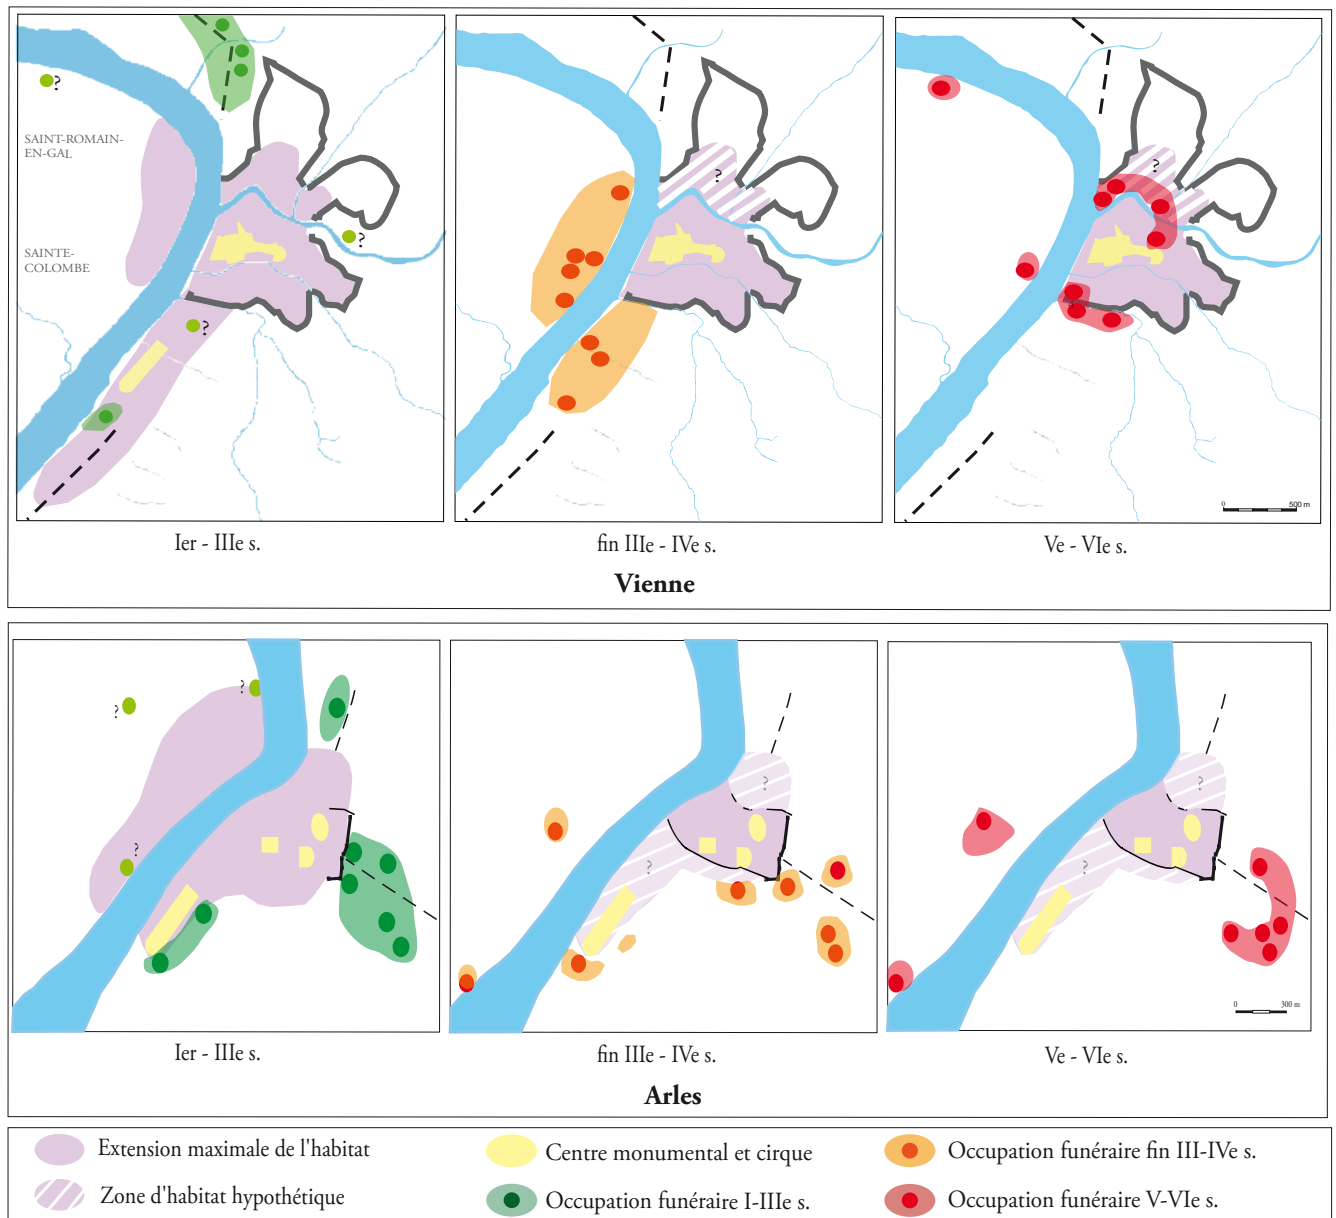 ?
SAINT-ROMAIN-
EN-GAL
?
SAINTE-
COLOMBE
?
?
?
0 500 m
Ier - IIIe s.
fin IIIe - IVe s.
Ve - VIe s.
Vienne
?
?
?
?
?
?
?
0 300 m
Ier - IIIe s.
fin IIIe - IVe s.
Ve - VIe s.
Arles
Extension maximale de l'habitat
Centre monumental et cirque
Occupation funéraire fin III-IVe s.
Zone d'habitat hypothétique
Occupation funéraire I-IIIe s.
Occupation funéraire V-VIe s.